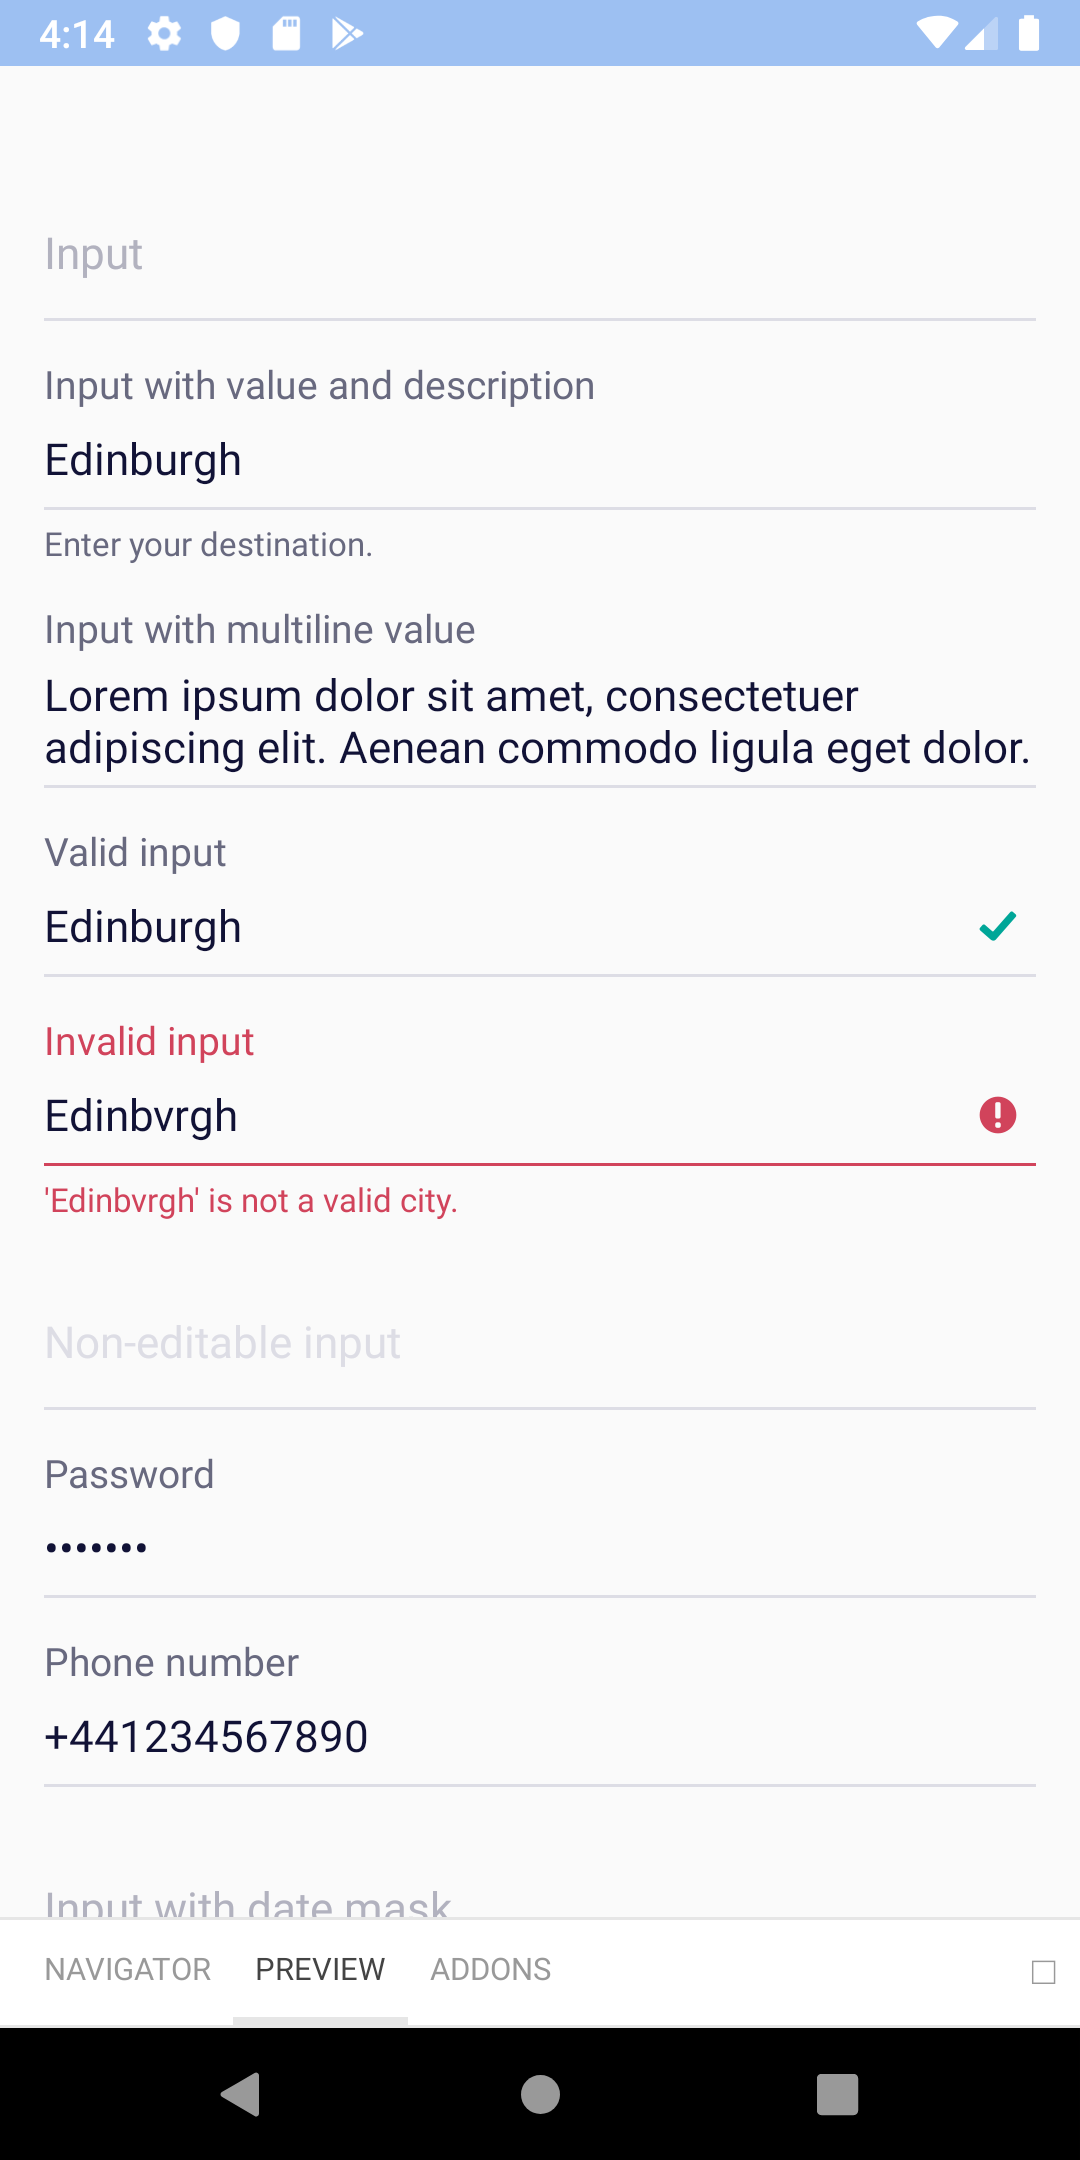 4:14
Input
Input with value and description
Edinburgh
Enter your destination.
Input with multiline value
Lorem ipsum dolor sit amet, consectetuer
adipiscing elit. Aenean commodo ligula eget dolor.
Valid input
Edinburgh
Invalid input
Edinbvrgh
'Edinbvrgh' is not a valid city.
Non-editable input
Password
•••••••
Phone number
+441234567890
Input with date mask
NAVIGATOR PREVIEW ADDONS